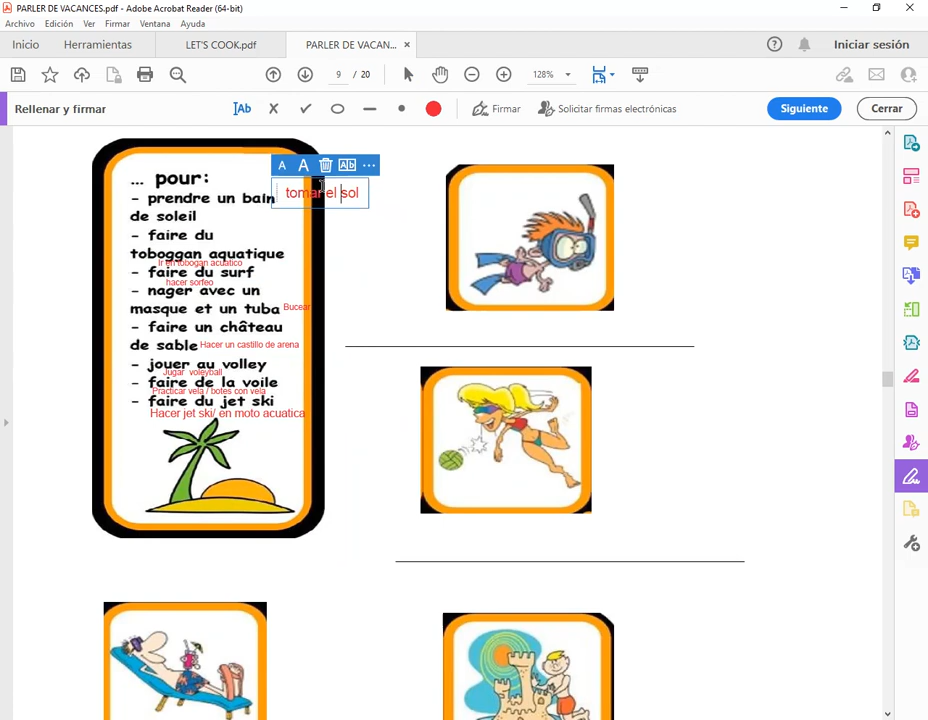 PARLER DE VACANCES.pdf - Adobe Acrobat Reader (64-bit)
Archivo Edición Ver Firmar Ventana Ayuda
Inicio Herramientas LET'S COOK.pdf PARLER DE VACAN... × Iniciar sesión
9 / 20 128%
Rellenar y firmar Ab Firmar Solicitar firmas electrónicas Siguiente Cerrar
A A Ab ...
... pour:
tomar el sol
- prendre un bain
de soleil
- faire du
toboggan aquatique
Ir en tobogan acuatico
- faire du surf
hacer sorfeo
- nager avec un
masque et un tuba Bucear
- faire un château
de sable Hacer un castillo de arena
- jouer au volley
Jugar voleyball
- faire de la voile
Practicar vela / botes con vela
- faire du jet ski
Hacer jet ski/ en moto acuatica